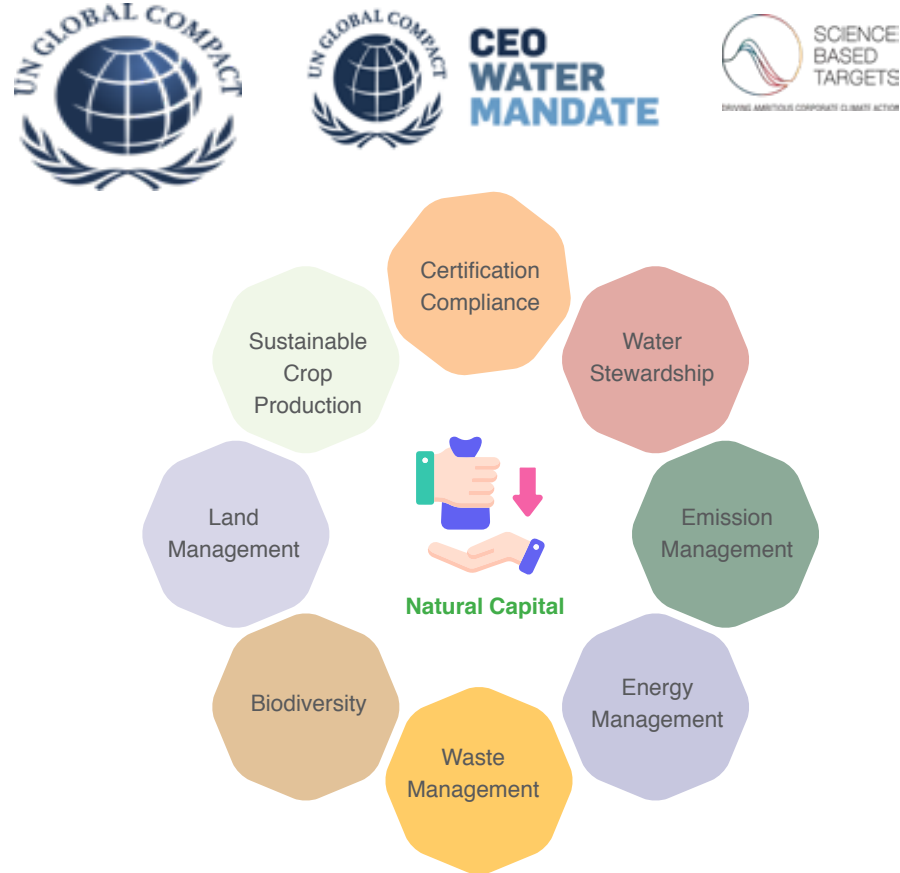 UN GLOBAL COMPACT
UN GLOBAL COMPACT
CEO
WATER
MANDATE
SCIENCE
BASED
TARGETS
DRIVING AMBITIOUS CORPORATE CLIMATE ACTION
Certification
Compliance
Sustainable
Crop
Production
Water
Stewardship
Land
Management
Emission
Management
Natural Capital
Biodiversity
Energy
Management
Waste
Management